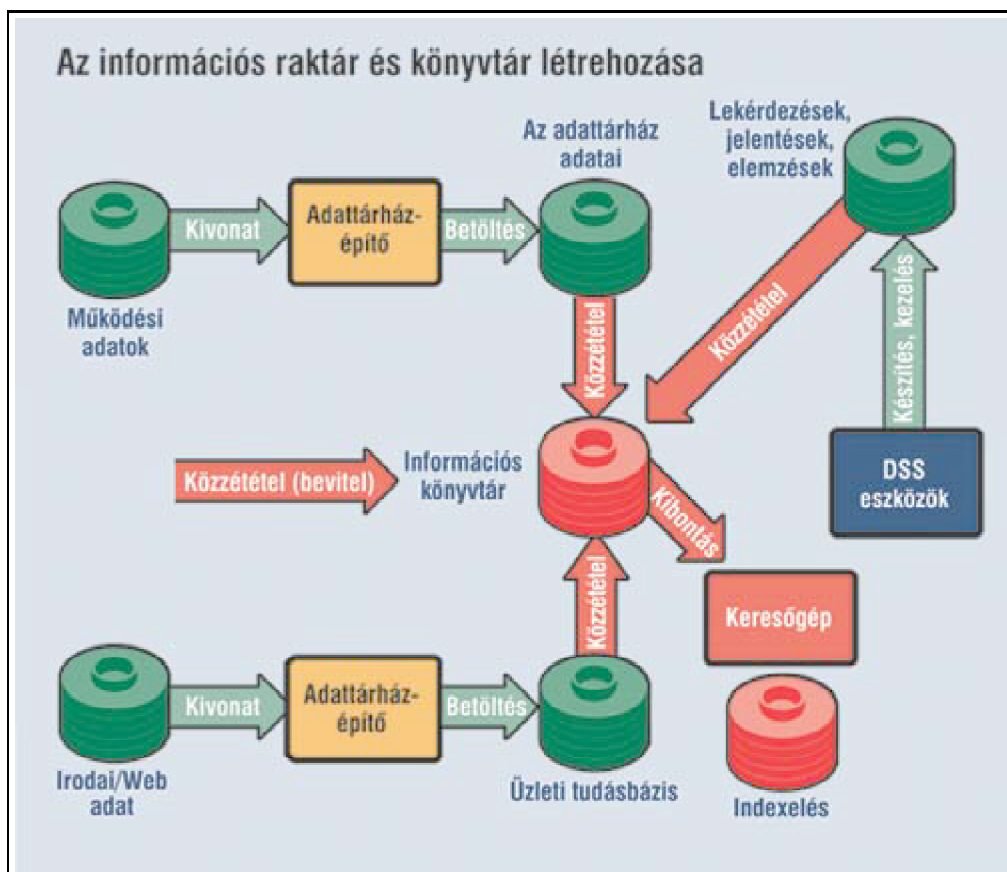 Az információs raktár és könyvtár létrehozása
Lekérdezések,
jelentések,
elemzések
Az adattárház
adatai
Kivonat
Adattárház-
építő
Betöltés
Működési
adatok
Közzététel
Közzététel
Készítés, kezelés
Közzététel (bevitel)
Információs
könyvtár
DSS
eszközök
Kibontás
Közzététel
Keresőgép
Kivonat
Adattárház-
építő
Betöltés
Irodai/Web
adat
Üzleti tudásbázis
Indexelés